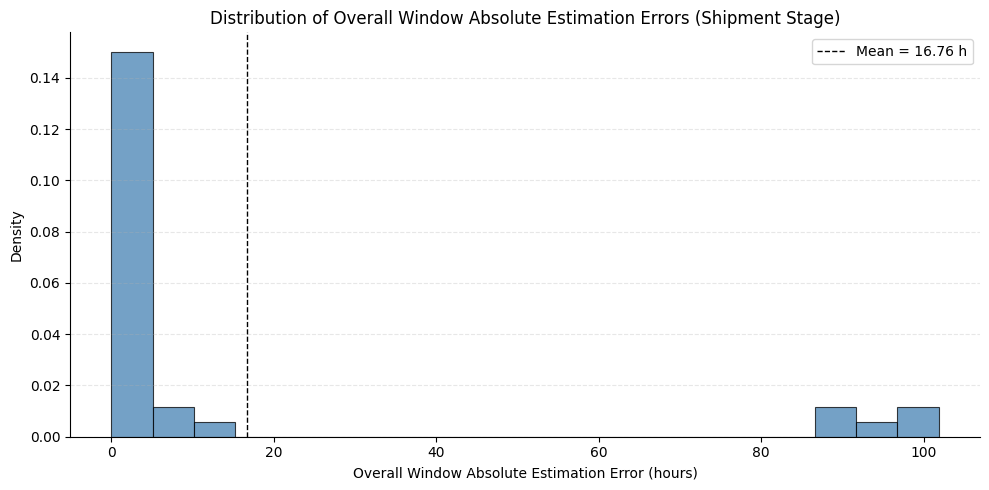 Distribution of Overall Window Absolute Estimation Errors (Shipment Stage)
Mean = 16.76 h
Density
0.14
0.12
0.10
0.08
0.06
0.04
0.02
0.00
0 20 40 60 80 100
Overall Window Absolute Estimation Error (hours)